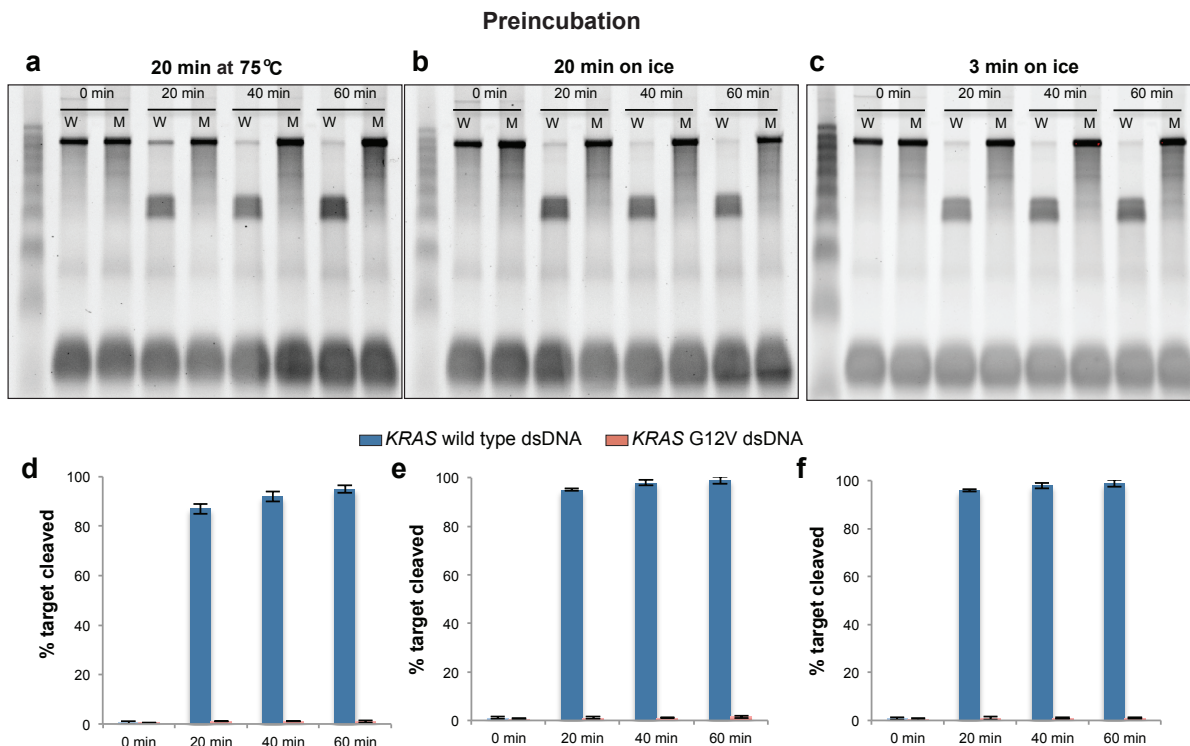 Preincubation
a 20 min at 75°C
0 min 20 min 40 min 60 min
W M W M W M W M
b 20 min on ice
0 min 20 min 40 min 60 min
W M W M W M W M
c 3 min on ice
0 min 20 min 40 min 60 min
W M W M W M W M
KRAS wild type dsDNA KRAS G12V dsDNA
d
% target cleaved
100
80
60
40
20
0
0 min 20 min 40 min 60 min
e
% target cleaved
100
80
60
40
20
0
0 min 20 min 40 min 60 min
f
% target cleaved
100
80
60
40
20
0
0 min 20 min 40 min 60 min